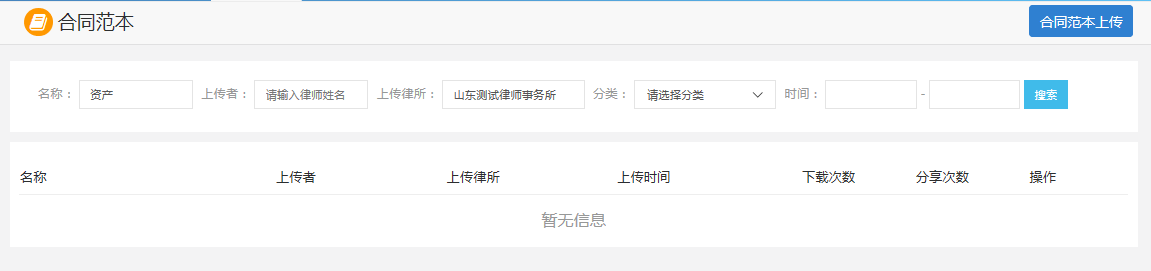 合同范本 合同范本上传
名称： 资产 上传者： 请输入律师姓名 上传律所： 山东测试律师事务所 分类： 请选择分类 时间： - 搜索
名称 上传者 上传律所 上传时间 下载次数 分享次数 操作
暂无信息